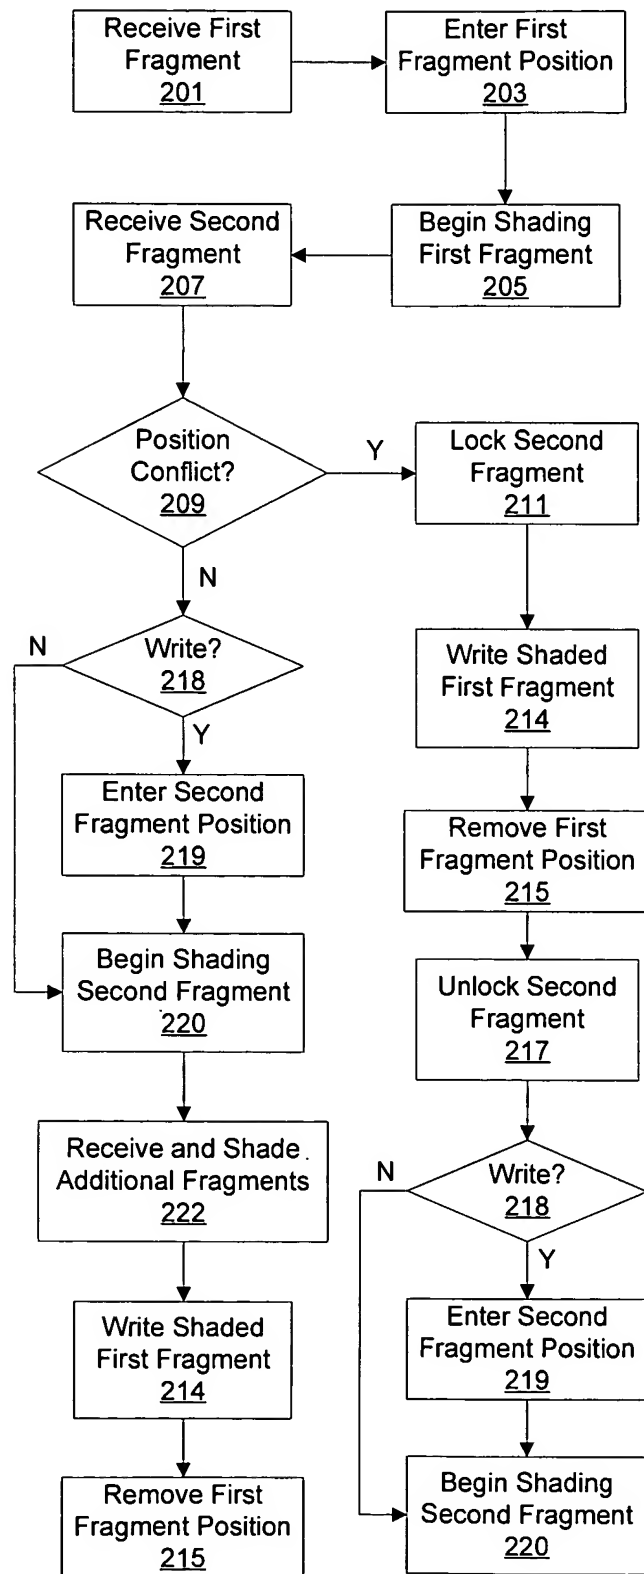 Receive First
Fragment
201
Enter First
Fragment Position
203
Receive Second
Fragment
207
Begin Shading
First Fragment
205
Position
Conflict?
209
Y
Lock Second
Fragment
211
N
N
Write?
218
Y
Write Shaded
First Fragment
214
Enter Second
Fragment Position
219
Remove First
Fragment Position
215
Begin Shading
Second Fragment
220
Unlock Second
Fragment
217
Receive and Shade
Additional Fragments
222
N
Write?
218
Y
Write Shaded
First Fragment
214
Enter Second
Fragment Position
219
Remove First
Fragment Position
215
Begin Shading
Second Fragment
220